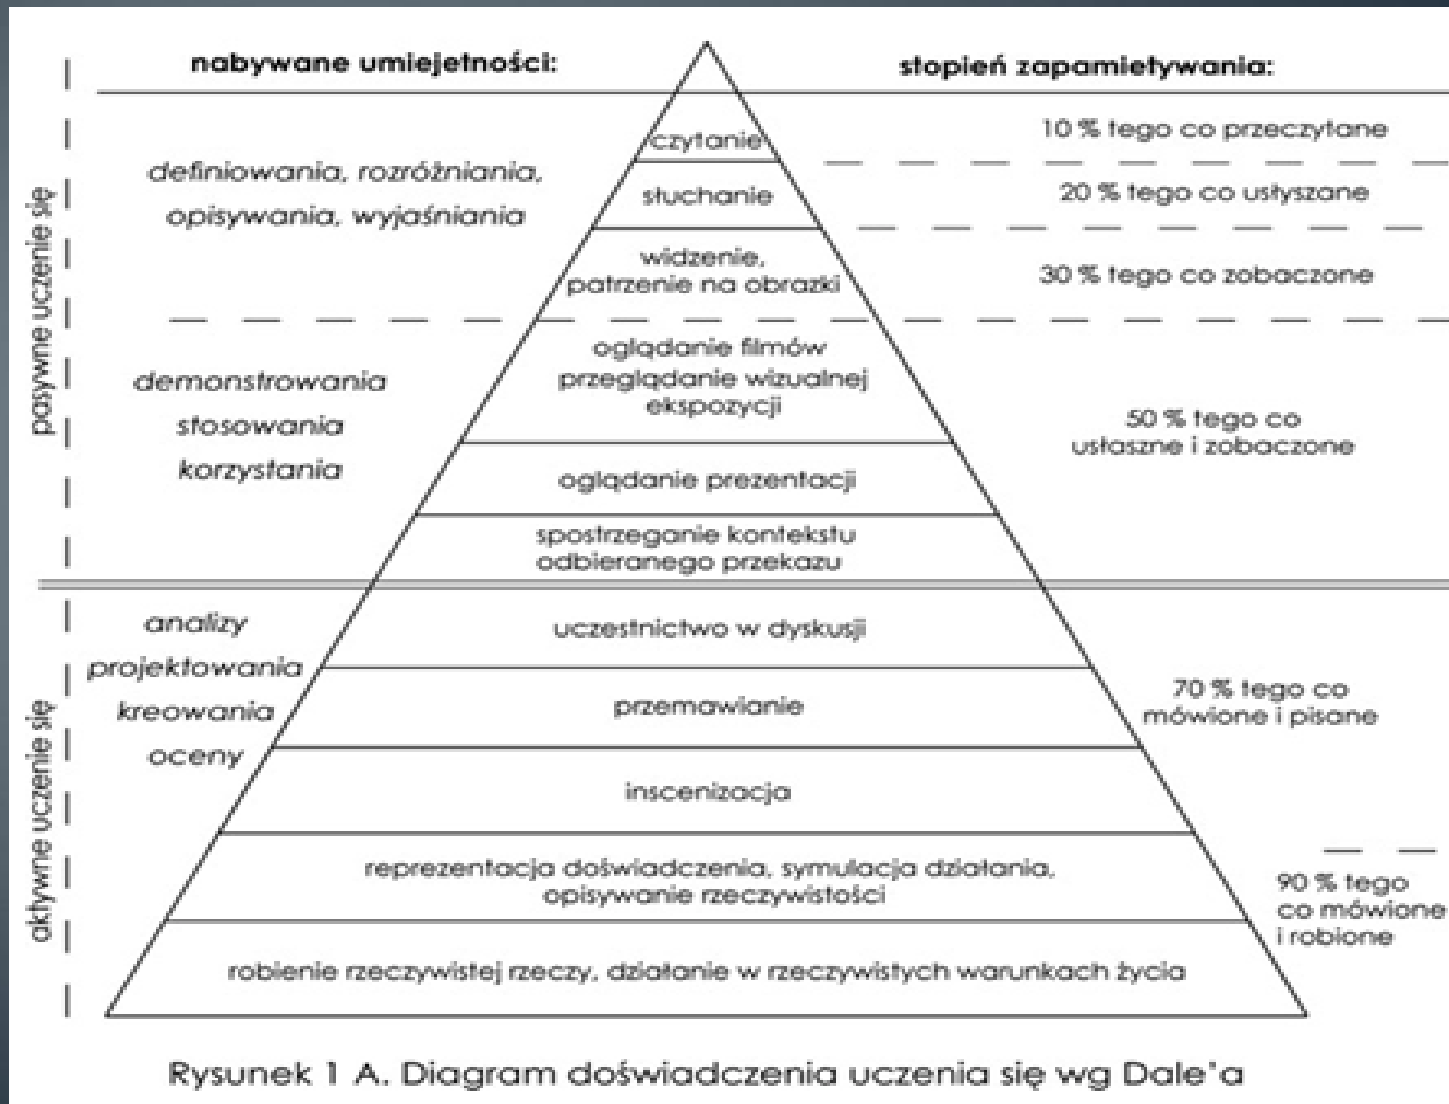 nabywane umiejetności:
stopień zapamietywania:
czytanie
10 % tego co przeczytane
definiowania, rozróżniania,
opisywania, wyjaśniania
słuchanie
20 % tego co usłyszane
widzenie,
patrzenie na obrazki
30 % tego co zobaczone
pasywne uczenie się
demonstrowania
stosowania
korzystania
oglądanie filmów
przeglądanie wizualnej
ekspozycji
50 % tego co
usłaszne i zobaczone
oglądanie prezentacji
spostrzeganie kontekstu
odbieranego przekazu
aktywne uczenie się
analizy
projektowania
kreowania
oceny
uczestnictwo w dyskusji
przemawianie
70 % tego co
mówione i pisane
inscenizacja
reprezentacja doświadczenia, symulacja działania,
opisywanie rzeczywistości
90 % tego
co mówione
i robione
robienie rzeczywistej rzeczy, działanie w rzeczywistych warunkach życia
Rysunek 1 A. Diagram doświadczenia uczenia się wg Dale'a